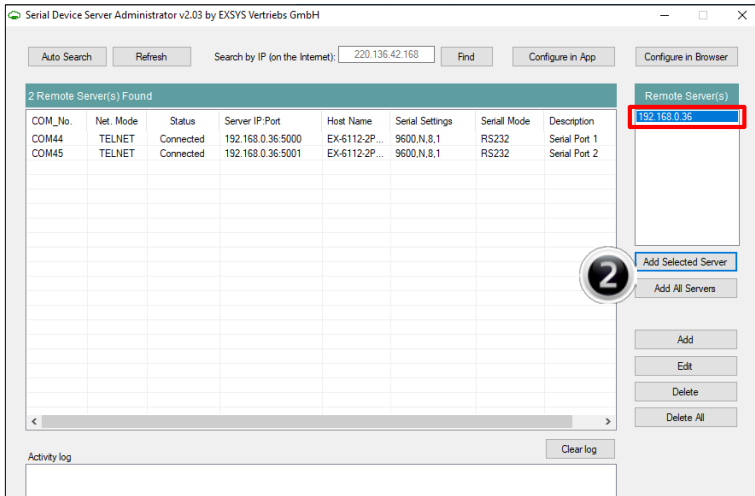 Serial Device Server Administrator v2.03 by EXSYS Vertriebs GmbH
Auto Search Refresh Search by IP (on the Internet): 220.136.42.168 Find Configure in App Configure in Browser
2 Remote Server(s) Found Remote Server(s)
COM_No. Net. Mode Status Server IP:Port Host Name Serial Settings Seriall Mode Description
192.168.0.36
COM44 TELNET Connected 192.168.0.36:5000 EX-6112-2P... 9600,N,8,1 RS232 Serial Port 1
COM45 TELNET Connected 192.168.0.36:5001 EX-6112-2P... 9600,N,8,1 RS232 Serial Port 2
2
Add Selected Server
Add All Servers
Add
Edit
Delete
Delete All
Activity log Clear log